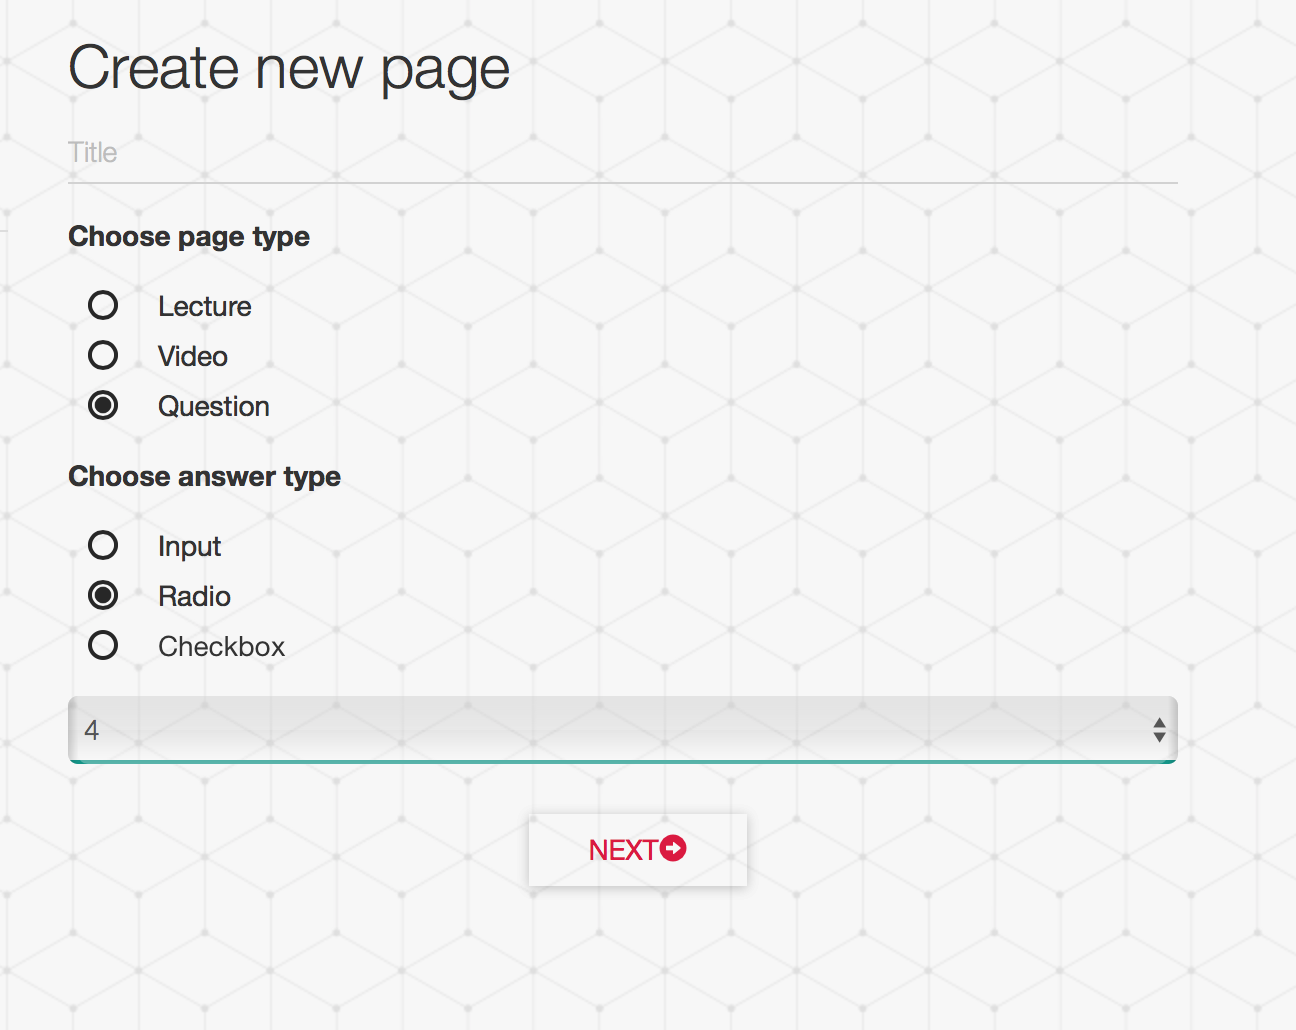 Create new page
Title
Choose page type
Lecture
Video
Question
Choose answer type
Input
Radio
Checkbox
4
NEXT